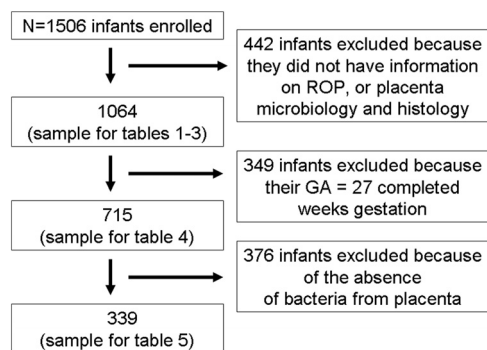 N=1506 infants enrolled
442 infants excluded because
they did not have information
on ROP, or placenta
microbiology and histology
1064
(sample for tables 1-3)
349 infants excluded because
their GA = 27 completed
weeks gestation
715
(sample for table 4)
376 infants excluded because
of the absence
of bacteria from placenta
339
(sample for table 5)